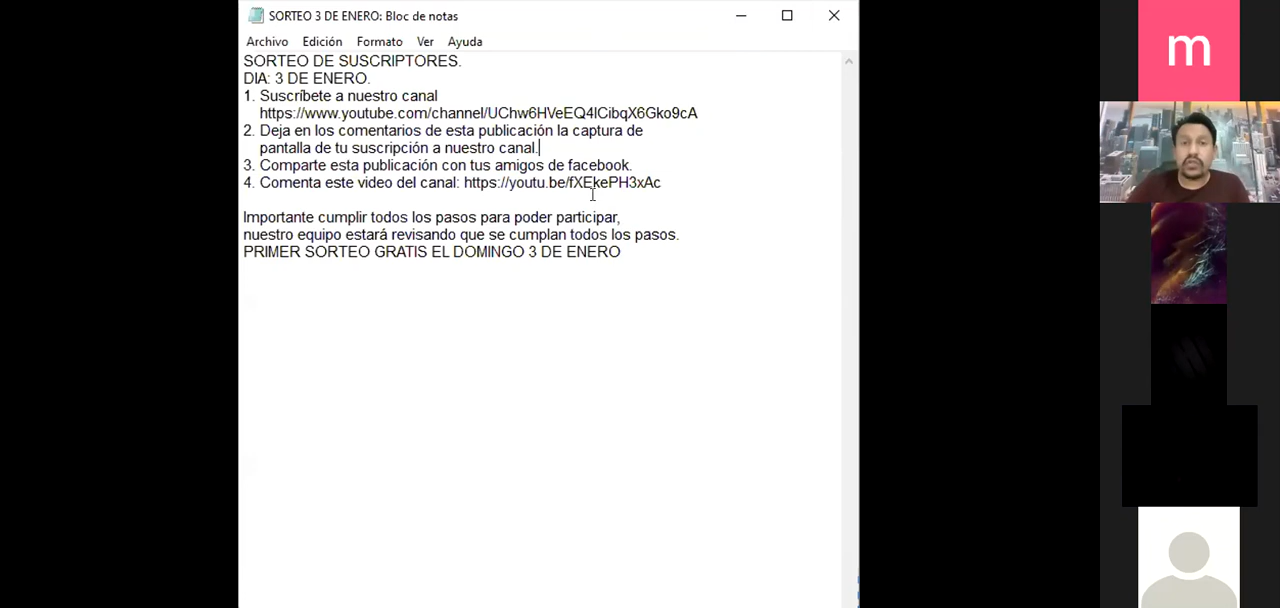 SORTEO 3 DE ENERO: Bloc de notas
Archivo Edición Formato Ver Ayuda
SORTEO DE SUSCRIPTORES.
DIA: 3 DE ENERO.
1. Suscríbete a nuestro canal
https://www.youtube.com/channel/UChw6HVeEQ4lCibqX6Gko9cA
2. Deja en los comentarios de esta publicación la captura de
pantalla de tu suscripción a nuestro canal.
3. Comparte esta publicación con tus amigos de facebook.
4. Comenta este video del canal: https://youtu.be/fXEkePH3xAc
Importante cumplir todos los pasos para poder participar,
nuestro equipo estará revisando que se cumplan todos los pasos.
PRIMER SORTEO GRATIS EL DOMINGO 3 DE ENERO
m